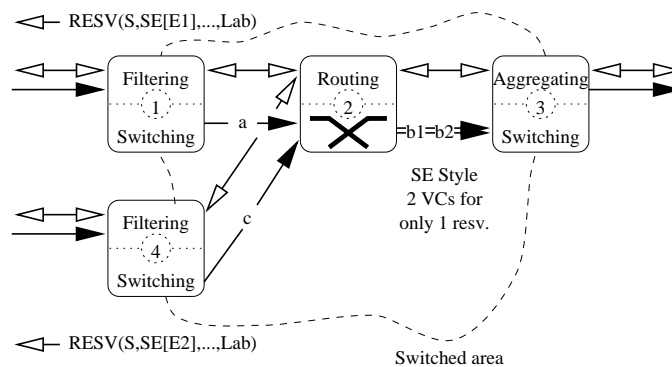 RESV(S,SE[E1],...,Lab)
Filtering
1
Switching
Routing
2
Aggregating
3
Switching
a
=b1=b2=
c
SE Style
2 VCs for
only 1 resv.
Filtering
4
Switching
RESV(S,SE[E2],...,Lab)
Switched area